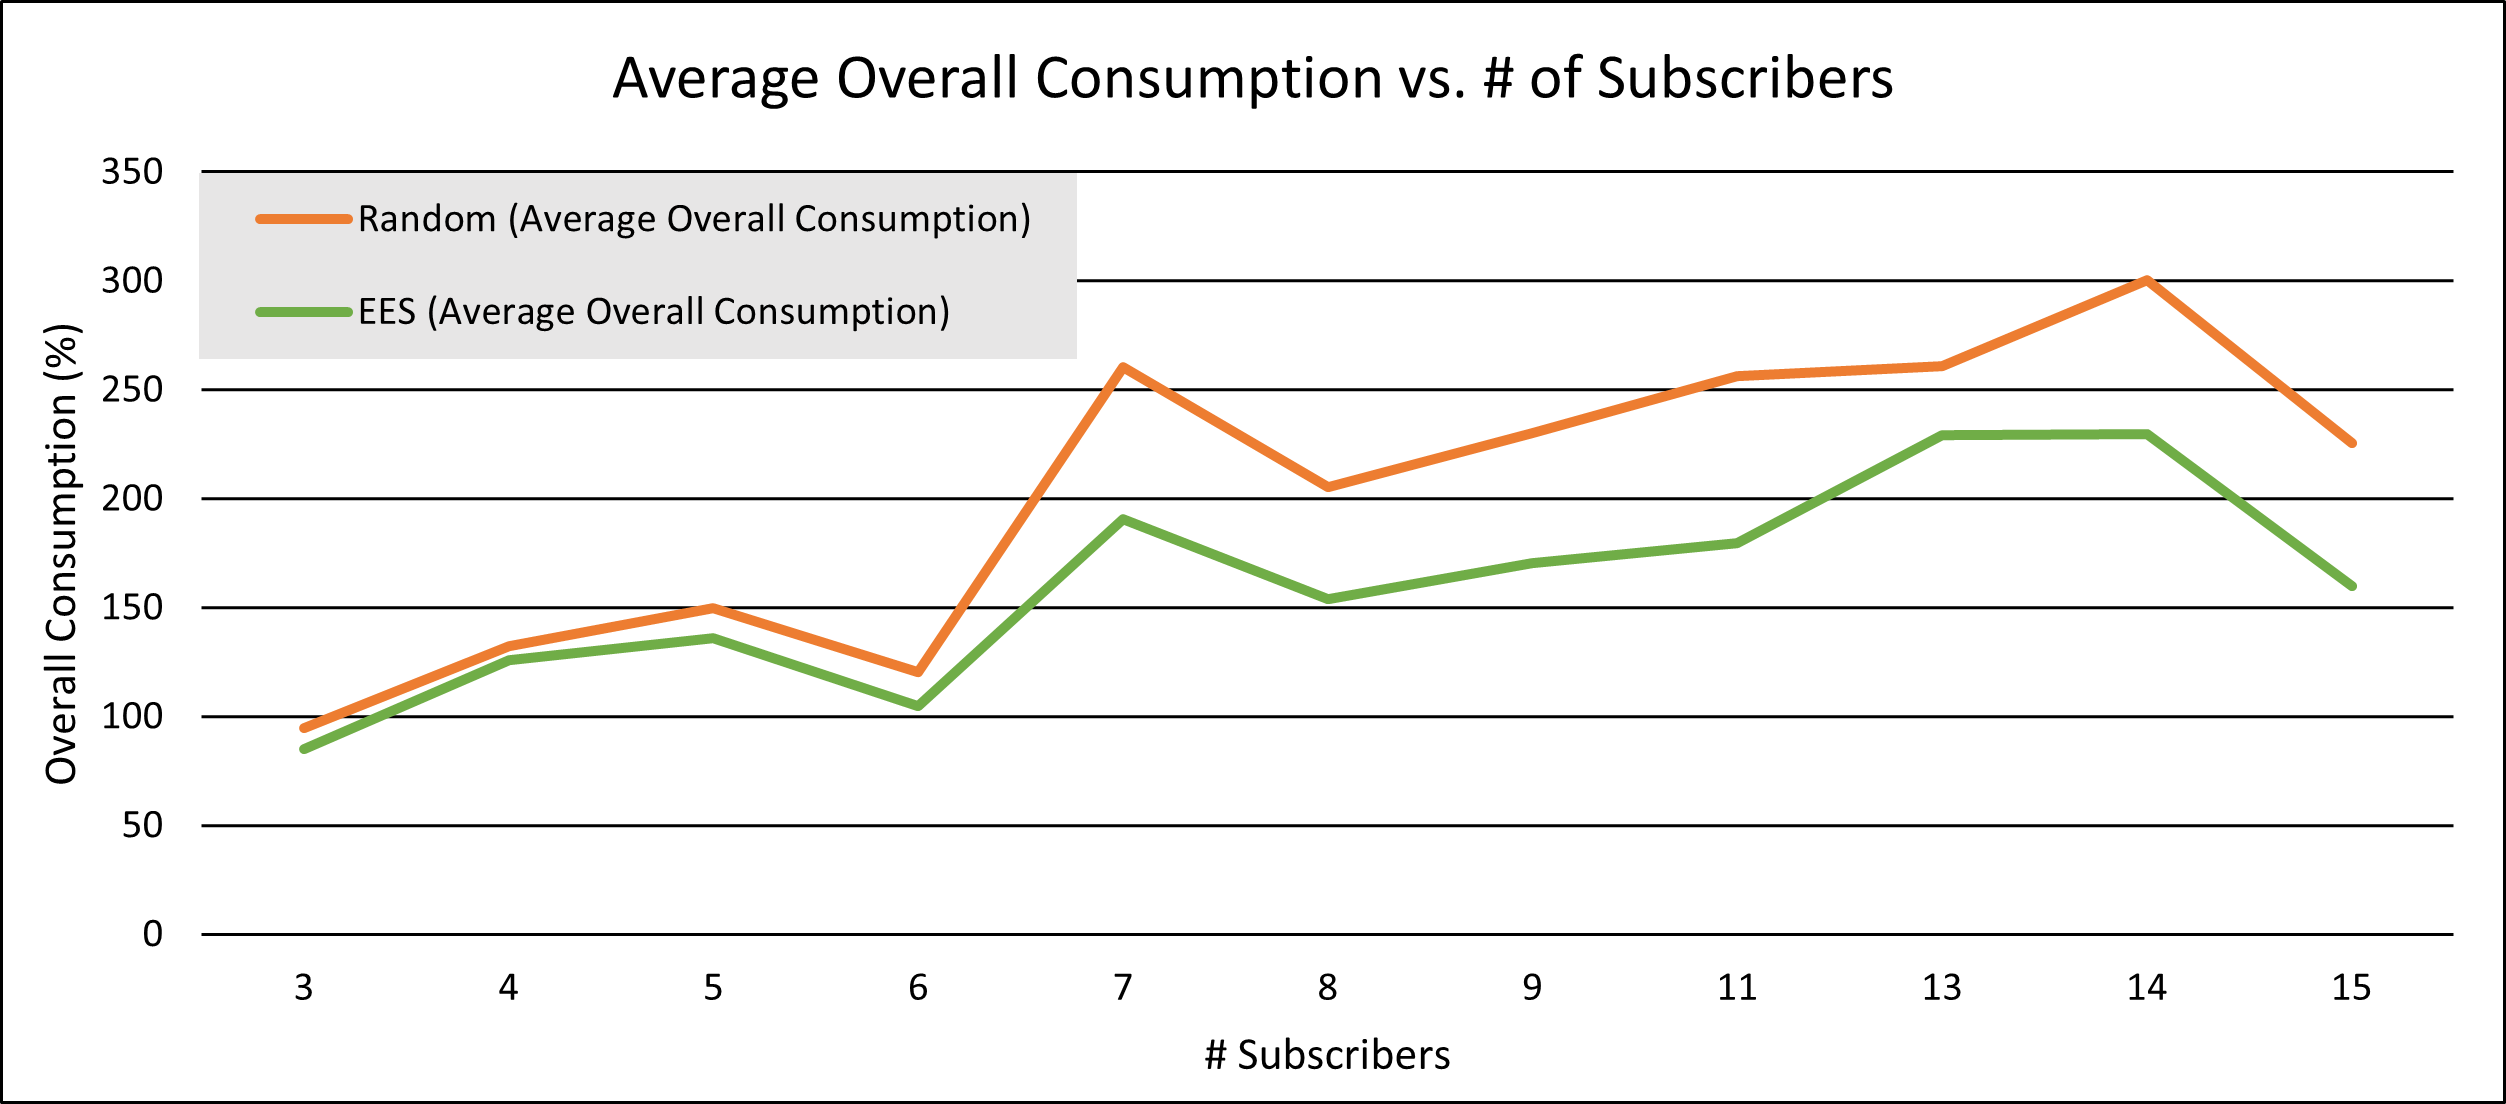 Average Overall Consumption vs. # of Subscribers
350
Random (Average Overall Consumption)
300
EES (Average Overall Consumption)
250
200
150
100
50
0
Overall Consumption (%)
3 4 5 6 7 8 9 11 13 14 15
# Subscribers